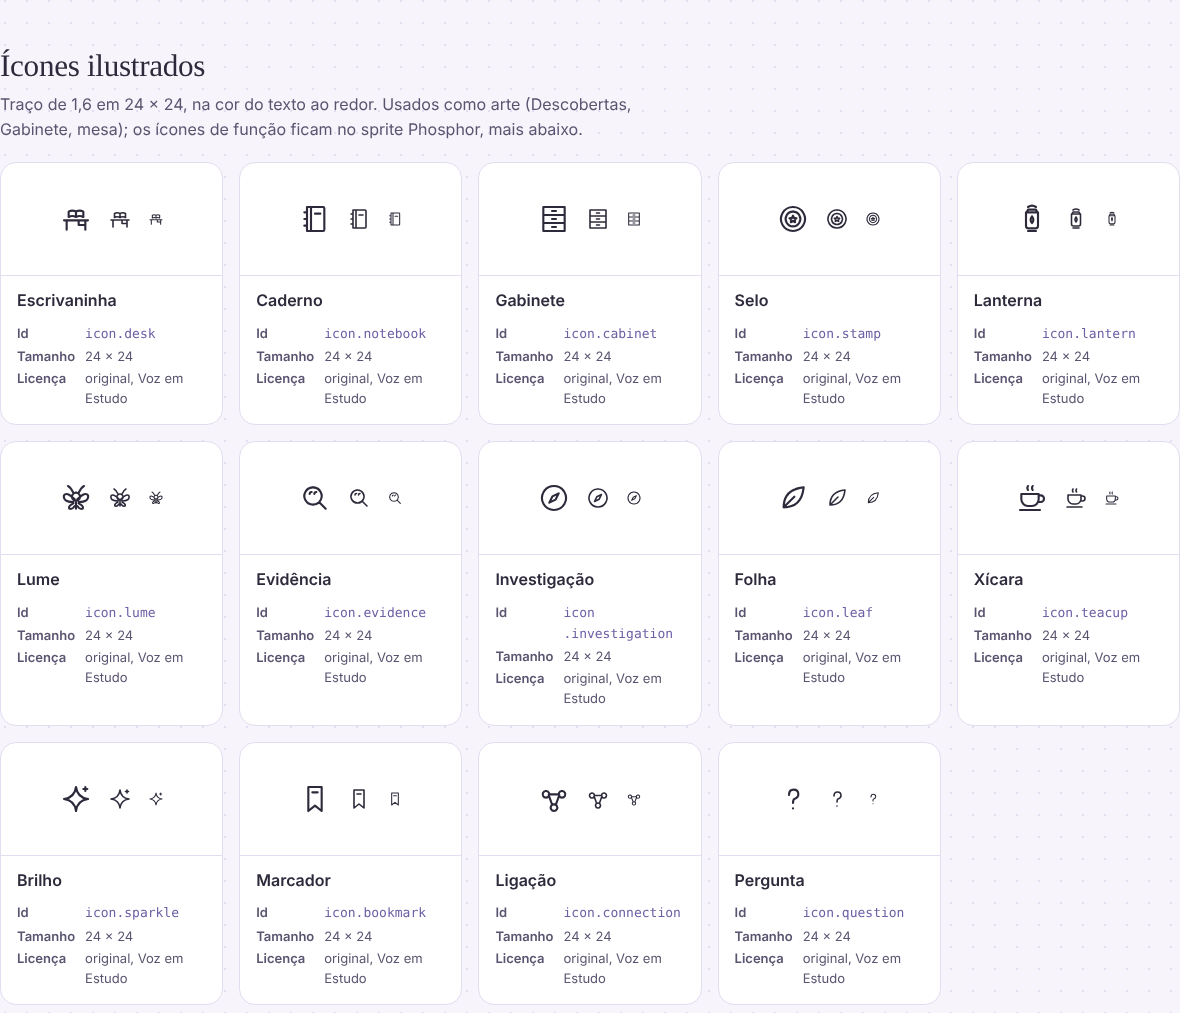 Ícones ilustrados
Traço de 1,6 em 24 × 24, na cor do texto ao redor. Usados como arte (Descobertas,
Gabinete, mesa); os ícones de função ficam no sprite Phosphor, mais abaixo.
Escrivaninha
Id icon.desk
Tamanho 24 × 24
Licença original, Voz em
Estudo
Caderno
Id icon.notebook
Tamanho 24 × 24
Licença original, Voz em
Estudo
Gabinete
Id icon.cabinet
Tamanho 24 × 24
Licença original, Voz em
Estudo
Selo
Id icon.stamp
Tamanho 24 × 24
Licença original, Voz em
Estudo
Lanterna
Id icon.lantern
Tamanho 24 × 24
Licença original, Voz em
Estudo
Lume
Id icon.lume
Tamanho 24 × 24
Licença original, Voz em
Estudo
Evidência
Id icon.evidence
Tamanho 24 × 24
Licença original, Voz em
Estudo
Investigação
Id icon
.investigation
Tamanho 24 × 24
Licença original, Voz em
Estudo
Folha
Id icon.leaf
Tamanho 24 × 24
Licença original, Voz em
Estudo
Xícara
Id icon.teacup
Tamanho 24 × 24
Licença original, Voz em
Estudo
Brilho
Id icon.sparkle
Tamanho 24 × 24
Licença original, Voz em
Estudo
Marcador
Id icon.bookmark
Tamanho 24 × 24
Licença original, Voz em
Estudo
Ligação
Id icon.connection
Tamanho 24 × 24
Licença original, Voz em
Estudo
Pergunta
Id icon.question
Tamanho 24 × 24
Licença original, Voz em
Estudo